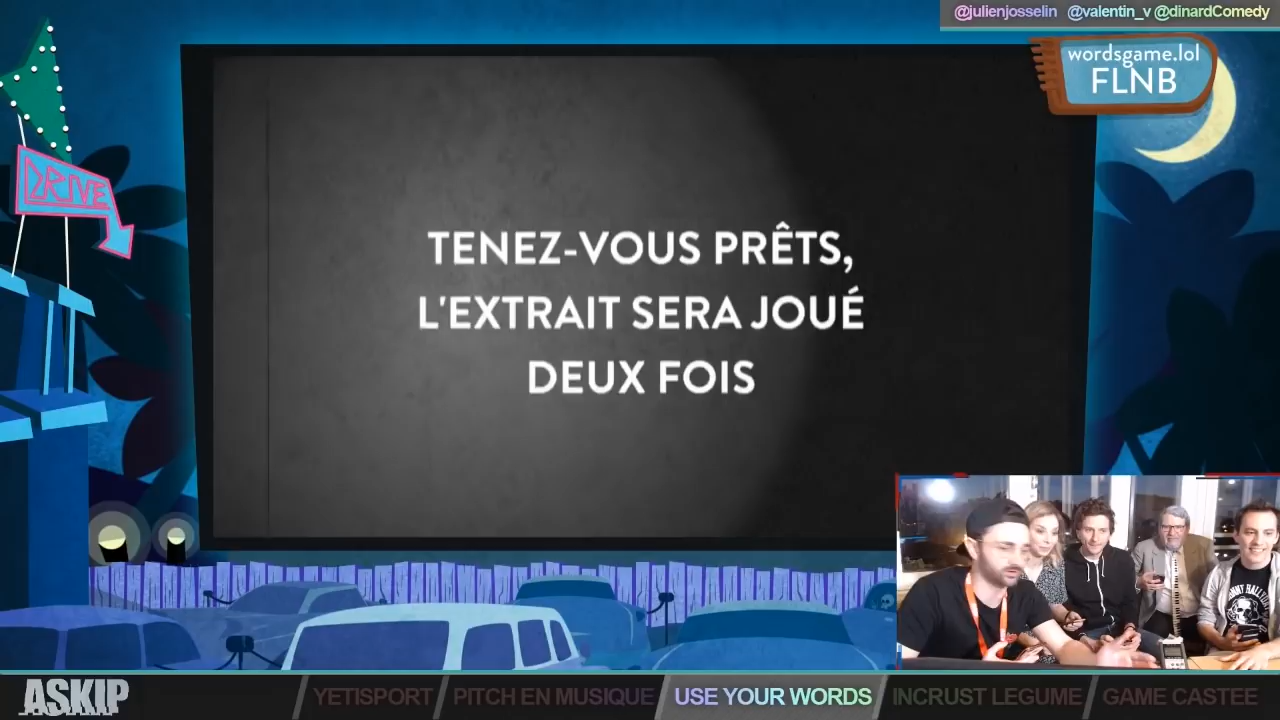 @julienjosselin @valentin_v @dinardComedy
wordsgame.lol
FLNB
DRIVE
TENEZ-VOUS PRÊTS,
L'EXTRAIT SERA JOUÉ
DEUX FOIS
ASKIP YETISPORT PITCH EN MUSIQUE USE YOUR WORDS INCRUST LEGUME GAME CASTEE